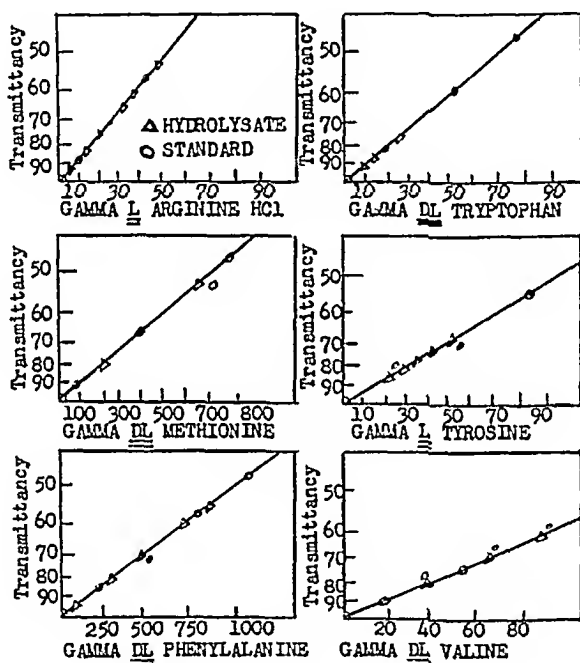 Transmittancy
50
60
70
80
90
△ HYDROLYSATE
○ STANDARD
10 30 50 70 100
GAMMA L ARGININE HCl
Transmittancy
50
60
70
80
90
10 20 40 60 80 100
GAMMA DL TRYPTOPHAN
Transmittancy
50
60
70
80
90
100 300 500 700 800
GAMMA DL METHIONINE
Transmittancy
50
60
70
80
90
10 30 50 70 90
GAMMA L TYROSINE
Transmittancy
50
60
70
80
90
250 500 750 1000
GAMMA DL PHENYLALANINE
Transmittancy
50
60
70
80
90
20 40 60 80
GAMMA DL VALINE